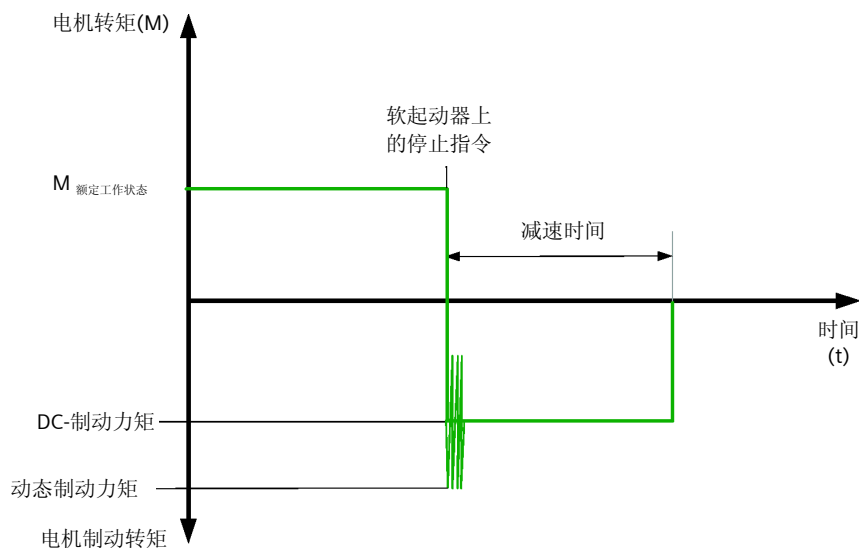 电机转矩(M)
软起动器上
的停止指令
M 额定工作状态
减速时间
时间
(t)
DC-制动力矩
动态制动力矩
电机制动转矩